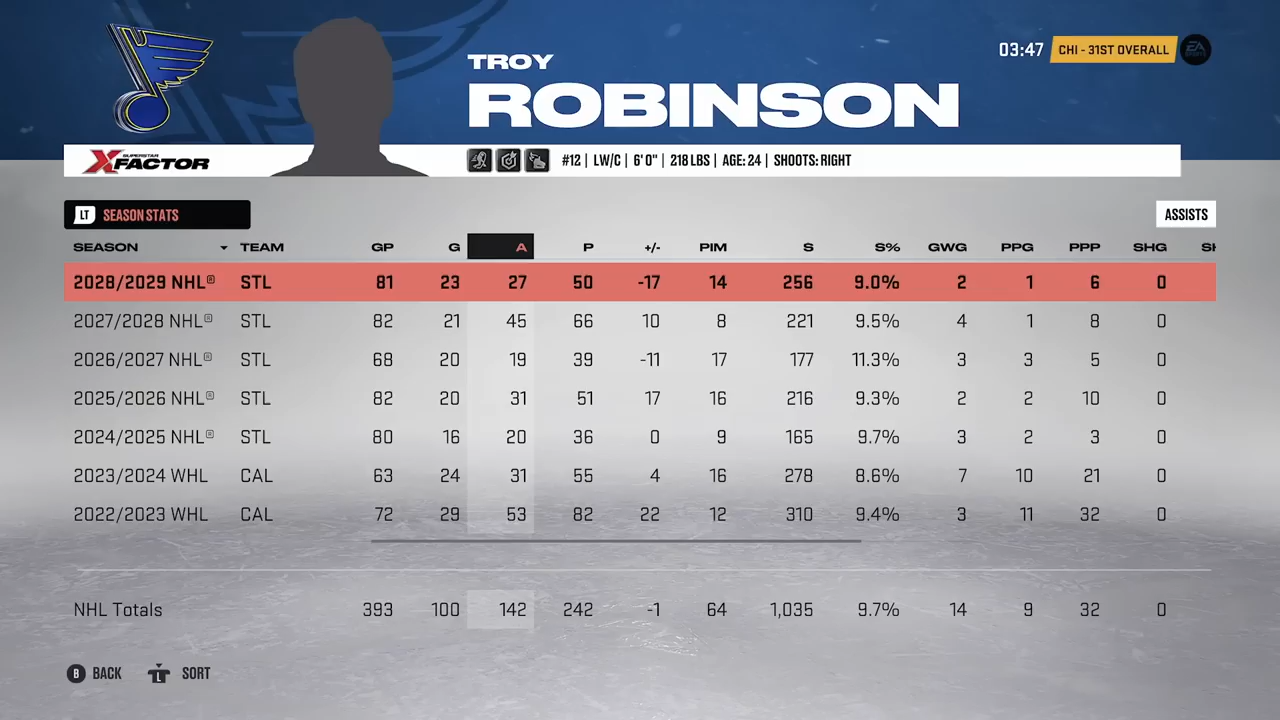 TROY
ROBINSON
03:47 CHI - 31ST OVERALL EA SPORTS
SUPERSTAR
X FACTOR
#12 | LW/C | 6' 0" | 218 LBS | AGE: 24 | SHOOTS: RIGHT
LT SEASON STATS
ASSISTS
SEASON TEAM GP G A P +/- PIM S S% GWG PPG PPP SHG
2028/2029 NHL® STL 81 23 27 50 -17 14 256 9.0% 2 1 6 0
2027/2028 NHL® STL 82 21 45 66 10 8 221 9.5% 4 1 8 0
2026/2027 NHL® STL 68 20 19 39 -11 17 177 11.3% 3 3 5 0
2025/2026 NHL® STL 82 20 31 51 17 16 216 9.3% 2 2 10 0
2024/2025 NHL® STL 80 16 20 36 0 9 165 9.7% 3 2 3 0
2023/2024 WHL CAL 63 24 31 55 4 16 278 8.6% 7 10 21 0
2022/2023 WHL CAL 72 29 53 82 22 12 310 9.4% 3 11 32 0
NHL Totals 393 100 142 242 -1 64 1,035 9.7% 14 9 32 0
B BACK L SORT